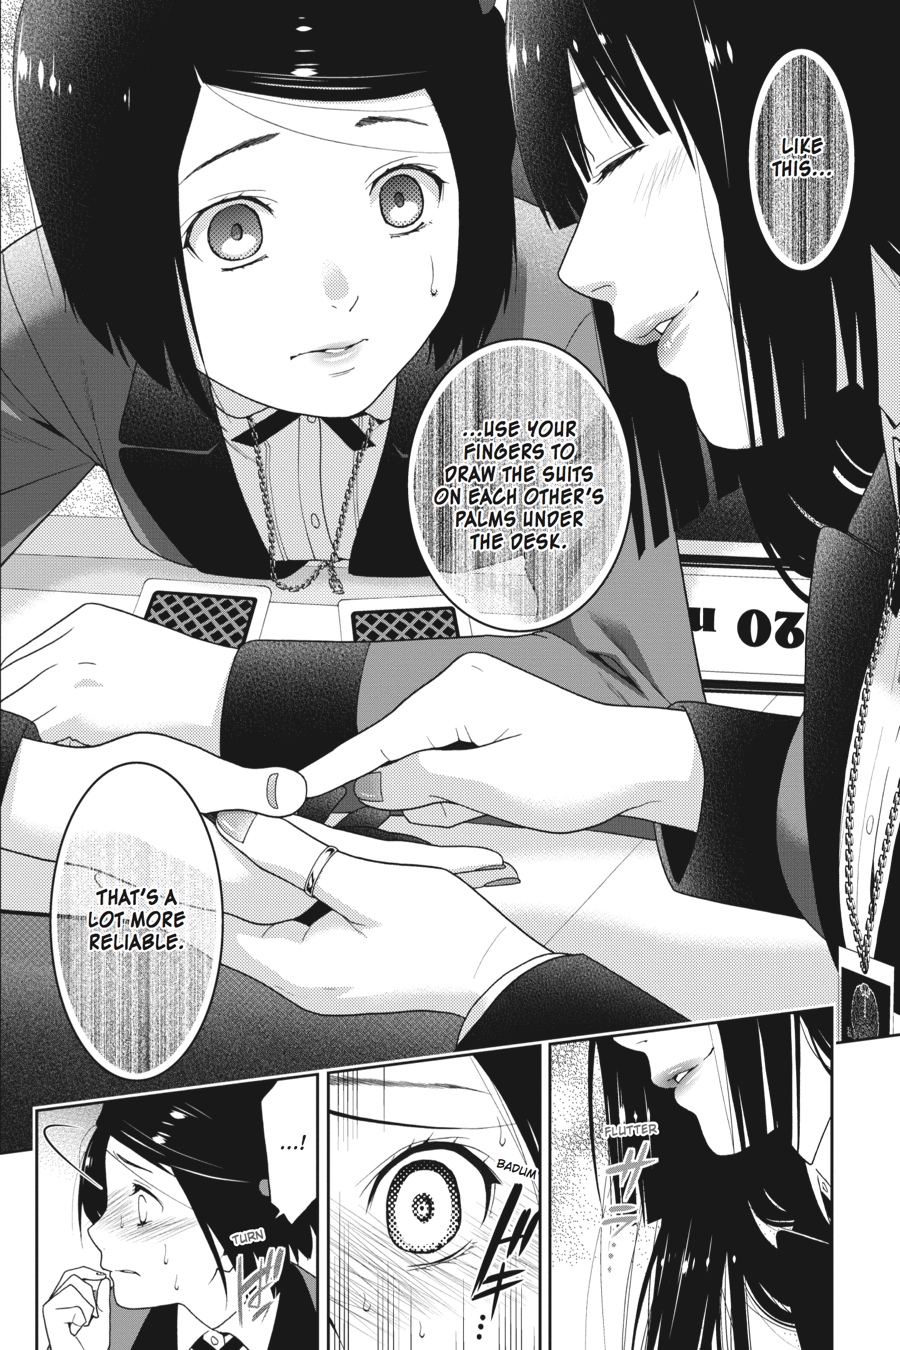 LIKE
THIS...
...USE YOUR
FINGERS TO
DRAW THE SUITS
ON EACH OTHER'S
PALMS UNDER
THE DESK.
20 n
THAT'S A
LOT MORE
RELIABLE.
FLUTTER
BADUM
...!
TURN